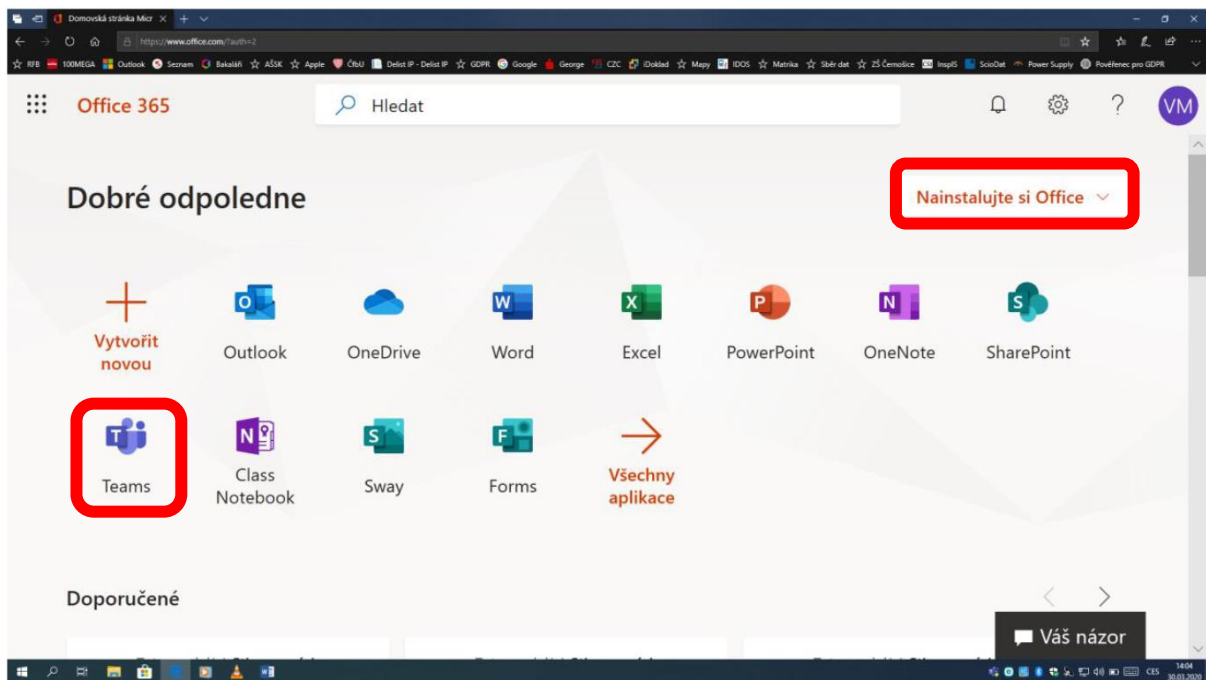 Domovská stránka Micr
https://www.office.com/?auth=2
RFB 100MEGA Outlook Seznam Bakaláři AŠSK Apple ČtbU Delist IP - Delist IP GDPR Google George CZC iDoklad Mapy IDOS Matrika Sběr dat ZŠ Černošice InspIS ScioDat Power Supply Pověřenec pro GDPR
Office 365
Hledat
VM
Dobré odpoledne
Nainstalujte si Office
Vytvořit
novou
Outlook
OneDrive
Word
Excel
PowerPoint
OneNote
SharePoint
Teams
Class
Notebook
Sway
Forms
Všechny
aplikace
Doporučené
Váš názor
CES
14:04
30.03.2020